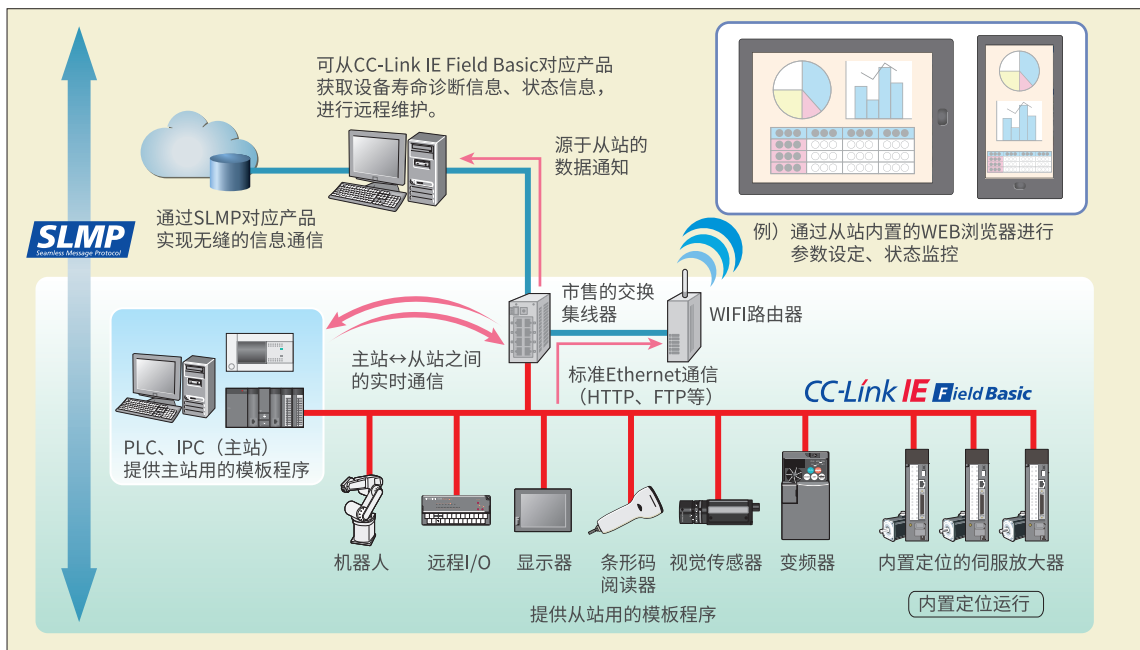 可从CC-Link IE Field Basic对应产品
获取设备寿命诊断信息、状态信息，
进行远程维护。
源于从站的
数据通知
通过SLMP对应产品
实现无缝的信息通信
SLMP
Seamless Message Protocol
例）通过从站内置的WEB浏览器进行
参数设定、状态监控
市售的交换
集线器
WIFI路由器
主站↔从站之间
的实时通信
标准Ethernet通信
（HTTP、FTP等）
CC-Link IE Field Basic
PLC、IPC（主站）
提供主站用的模板程序
机器人
远程I/O
显示器
条形码
阅读器
视觉传感器
变频器
内置定位的伺服放大器
提供从站用的模板程序
内置定位运行